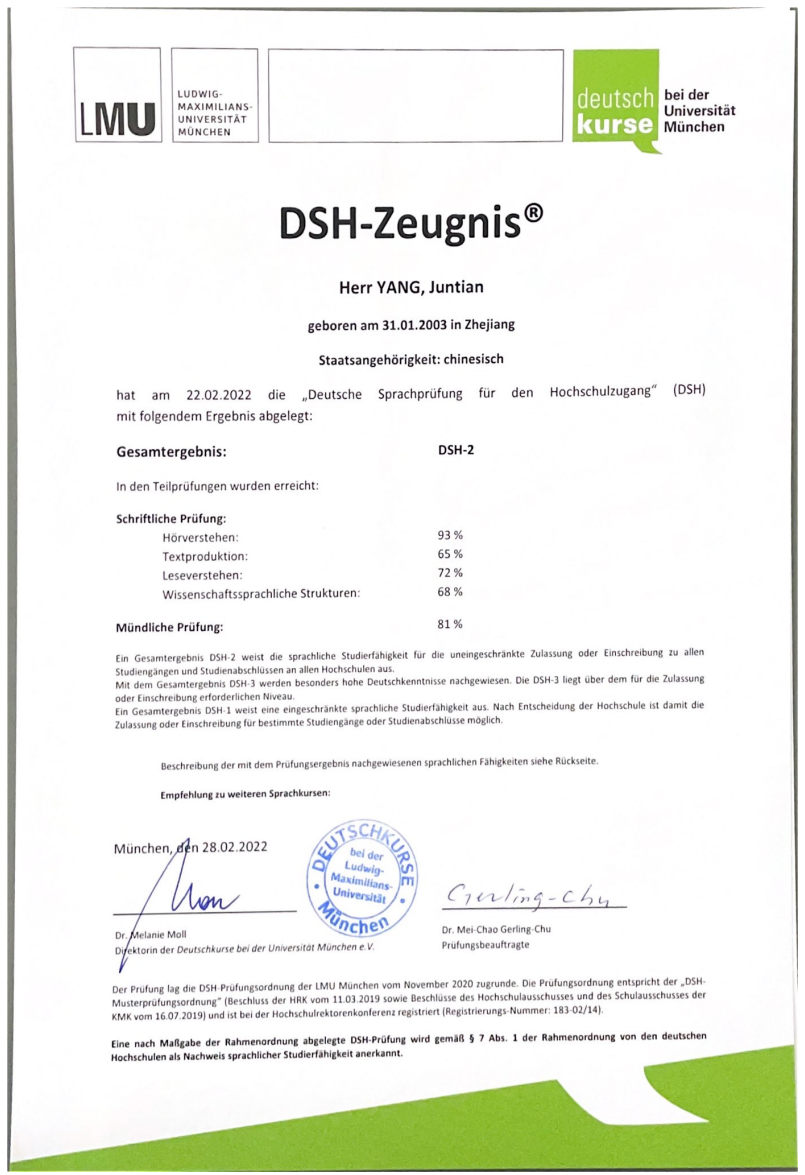 LMU
LUDWIG-
MAXIMILIANS-
UNIVERSITÄT
MÜNCHEN
deutsch
kurse
bei der
Universität
München
DSH-Zeugnis®
Herr YANG, Juntian
geboren am 31.01.2003 in Zhejiang
Staatsangehörigkeit: chinesisch
hat am 22.02.2022 die „Deutsche Sprachprüfung für den Hochschulzugang" (DSH)
mit folgendem Ergebnis abgelegt:
Gesamtergebnis: DSH-2
In den Teilprüfungen wurden erreicht:
Schriftliche Prüfung:
Hörverstehen: 93 %
Textproduktion: 65 %
Leseverstehen: 72 %
Wissenschaftssprachliche Strukturen: 68 %
Mündliche Prüfung: 81 %
Ein Gesamtergebnis DSH-2 weist die sprachliche Studierfähigkeit für die uneingeschränkte Zulassung oder Einschreibung zu allen
Studiengängen und Studienabschlüssen an allen Hochschulen aus.
Mit dem Gesamtergebnis DSH-3 werden besonders hohe Deutschkenntnisse nachgewiesen. Die DSH-3 liegt über dem für die Zulassung
oder Einschreibung erforderlichen Niveau.
Ein Gesamtergebnis DSH-1 weist eine eingeschränkte sprachliche Studierfähigkeit aus. Nach Entscheidung der Hochschule ist damit die
Zulassung oder Einschreibung für bestimmte Studiengänge oder Studienabschlüsse möglich.
Beschreibung der mit dem Prüfungsergebnis nachgewiesenen sprachlichen Fähigkeiten siehe Rückseite.
Empfehlung zu weiteren Sprachkursen:
München, den 28.02.2022
DEUTSCHKURSE
bei der
Ludwig-
Maximilians-
Universität
München
Gerling-Chu
Dr. Melanie Moll
Direktorin der Deutschkurse bei der Universität München e.V.
Dr. Mei-Chao Gerling-Chu
Prüfungsbeauftragte
Der Prüfung lag die DSH-Prüfungsordnung der LMU München vom November 2020 zugrunde. Die Prüfungsordnung entspricht der „DSH-
Musterprüfungsordnung" (Beschluss der HRK vom 11.03.2019 sowie Beschlüsse des Hochschulausschusses und des Schulausschusses der
KMK vom 16.07.2019) und ist bei der Hochschulrektorenkonferenz registriert (Registrierungs-Nummer: 183-02/14).
Eine nach Maßgabe der Rahmenordnung abgelegte DSH-Prüfung wird gemäß § 7 Abs. 1 der Rahmenordnung von den deutschen
Hochschulen als Nachweis sprachlicher Studierfähigkeit anerkannt.